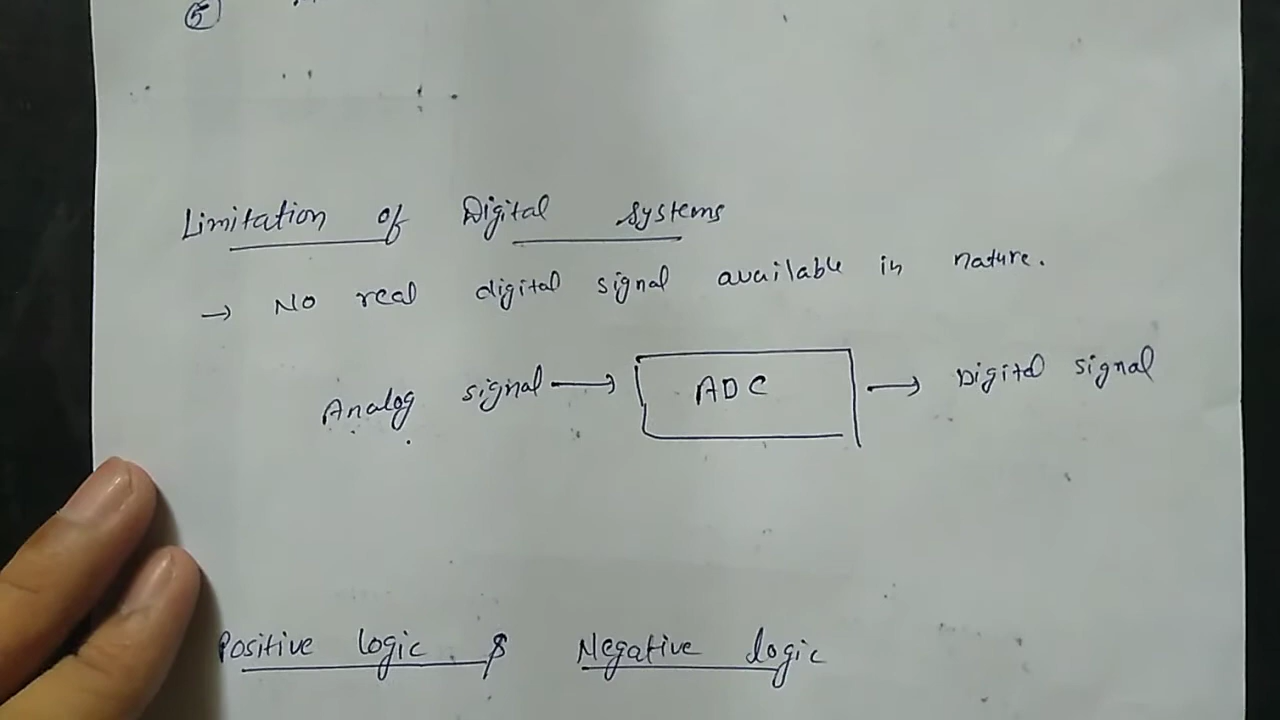 5
Limitation of Digital systems
→ No real digital signal available in nature.
Analog signal → ADC → Digital signal
Positive logic & Negative logic